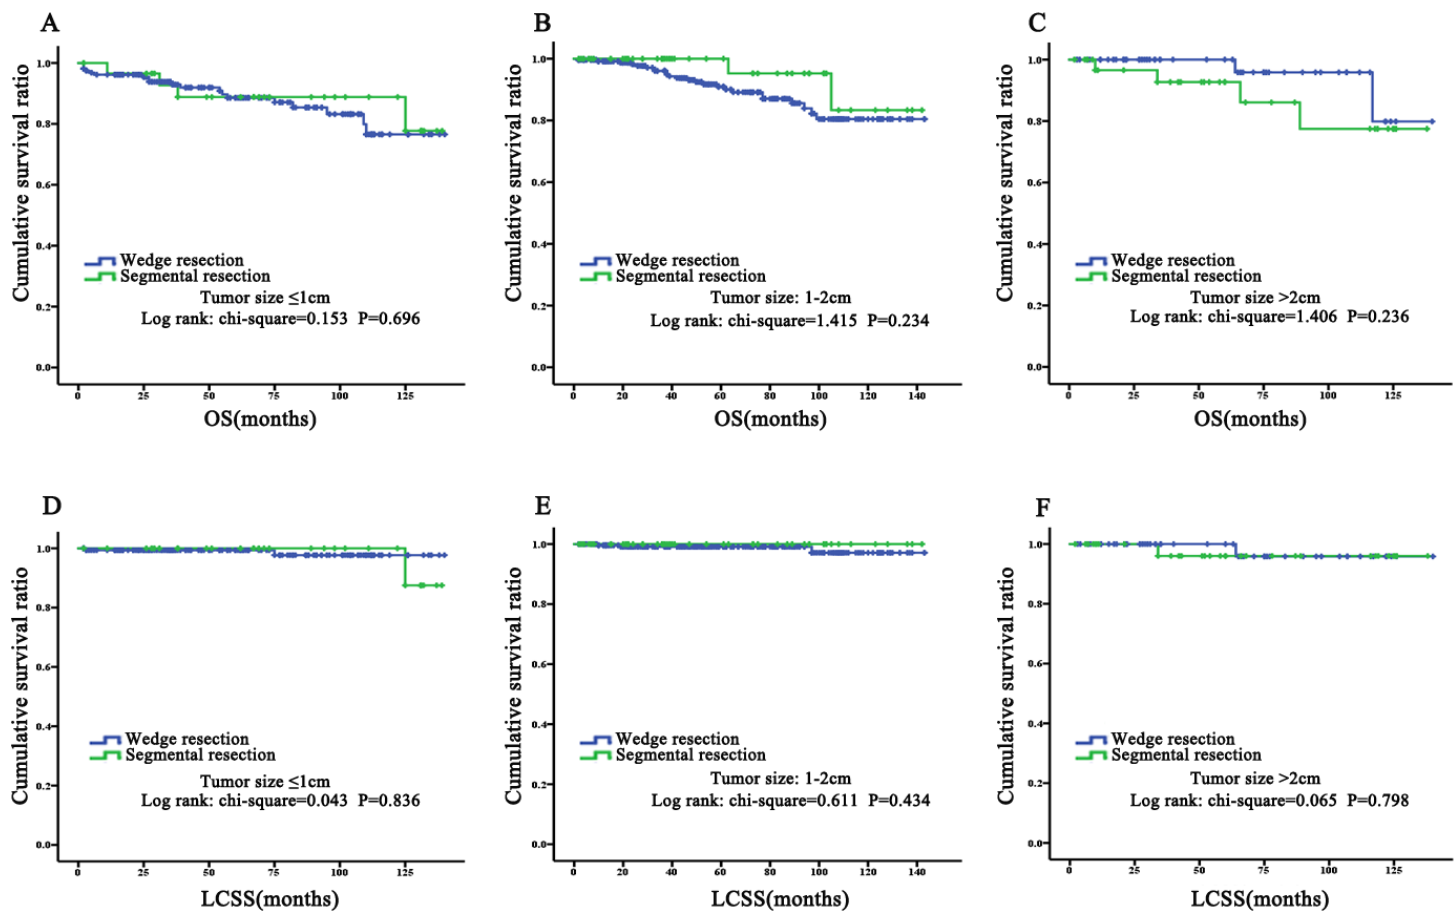 A
Cumulative survival ratio
1.0
0.8
0.6
0.4
0.2
0.0
Wedge resection
Segmental resection
Tumor size ≤1cm
Log rank: chi-square=0.153 P=0.696
0 25 50 75 100 125
OS(months)
B
Cumulative survival ratio
1.0
0.8
0.6
0.4
0.2
0.0
Wedge resection
Segmental resection
Tumor size: 1-2cm
Log rank: chi-square=1.415 P=0.234
0 20 40 60 80 100 120 140
OS(months)
C
Cumulative survival ratio
1.0
0.8
0.6
0.4
0.2
0.0
Wedge resection
Segmental resection
Tumor size >2cm
Log rank: chi-square=1.406 P=0.236
0 25 50 75 100 125
OS(months)
D
Cumulative survival ratio
1.0
0.8
0.6
0.4
0.2
0.0
Wedge resection
Segmental resection
Tumor size ≤1cm
Log rank: chi-square=0.043 P=0.836
0 25 50 75 100 125
LCSS(months)
E
Cumulative survival ratio
1.0
0.8
0.6
0.4
0.2
0.0
Wedge resection
Segmental resection
Tumor size: 1-2cm
Log rank: chi-square=0.611 P=0.434
0 20 40 60 80 100 120 140
LCSS(months)
F
Cumulative survival ratio
1.0
0.8
0.6
0.4
0.2
0.0
Wedge resection
Segmental resection
Tumor size >2cm
Log rank: chi-square=0.065 P=0.798
0 25 50 75 100 125
LCSS(months)